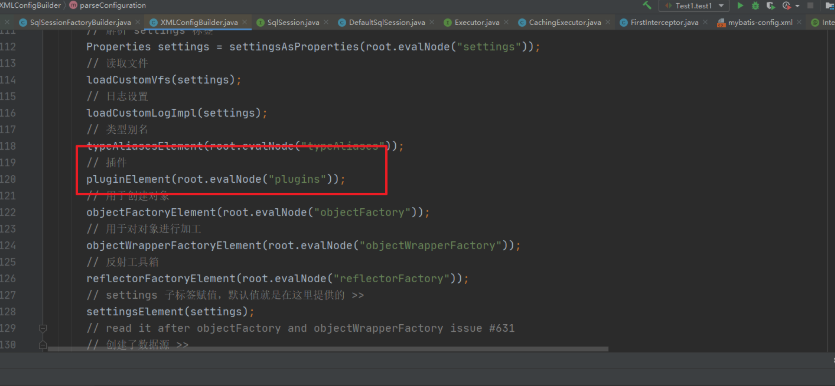 XMLConfigBuilder parseConfiguration
Test1.test1
SqlSessionFactoryBuilder.java XMLConfigBuilder.java SqlSession.java DefaultSqlSession.java Executor.java CachingExecutor.java FirstInterceptor.java mybatis-config.xml Inte
111 // 解析 settings 标签
112 Properties settings = settingsAsProperties(root.evalNode("settings"));
113 // 读取文件
114 loadCustomVfs(settings);
115 // 日志设置
116 loadCustomLogImpl(settings);
117 // 类型别名
118 typeAliasesElement(root.evalNode("typeAliases"));
119 // 插件
120 pluginElement(root.evalNode("plugins"));
121 // 用于创建对象
122 objectFactoryElement(root.evalNode("objectFactory"));
123 // 用于对对象进行加工
124 objectWrapperFactoryElement(root.evalNode("objectWrapperFactory"));
125 // 反射工具箱
126 reflectorFactoryElement(root.evalNode("reflectorFactory"));
127 // settings 子标签赋值，默认值就是在这里提供的 >>
128 settingsElement(settings);
129 // read it after objectFactory and objectWrapperFactory issue #631
130 // 创建了数据源 >>